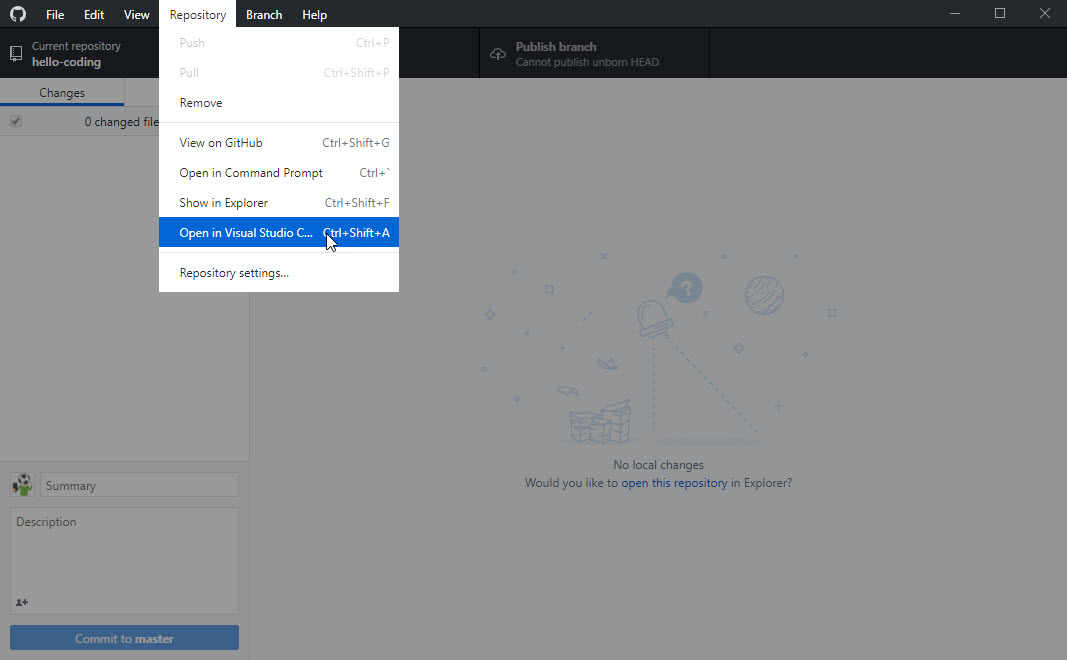 File Edit View Repository Branch Help
Current repository
hello-coding
Publish branch
Cannot publish unborn HEAD
Push Ctrl+P
Pull Ctrl+Shift+P
Remove
View on GitHub Ctrl+Shift+G
Open in Command Prompt Ctrl+`
Show in Explorer Ctrl+Shift+F
Open in Visual Studio C... Ctrl+Shift+A
Repository settings...
Changes
0 changed file
?
No local changes
Would you like to open this repository in Explorer?
Summary
Description
Commit to master